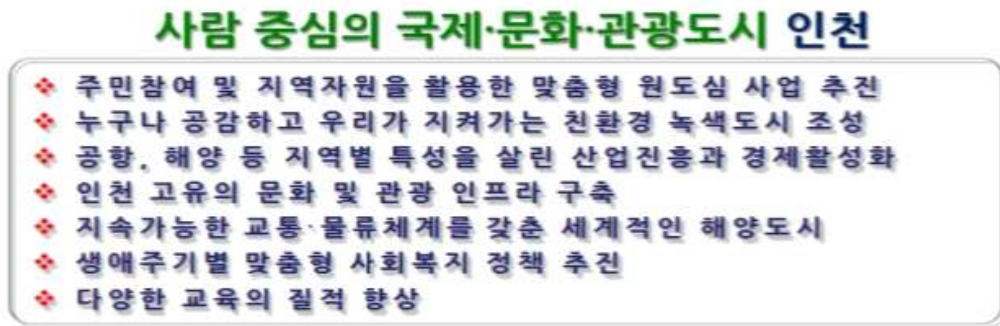 사람 중심의 국제·문화·관광도시 인천
❖ 주민참여 및 지역자원을 활용한 맞춤형 원도심 사업 추진
❖ 누구나 공감하고 우리가 지켜가는 친환경 녹색도시 조성
❖ 공항, 해양 등 지역별 특성을 살린 산업진흥과 경제활성화
❖ 인천 고유의 문화 및 관광 인프라 구축
❖ 지속가능한 교통·물류체계를 갖춘 세계적인 해양도시
❖ 생애주기별 맞춤형 사회복지 정책 추진
❖ 다양한 교육의 질적 향상